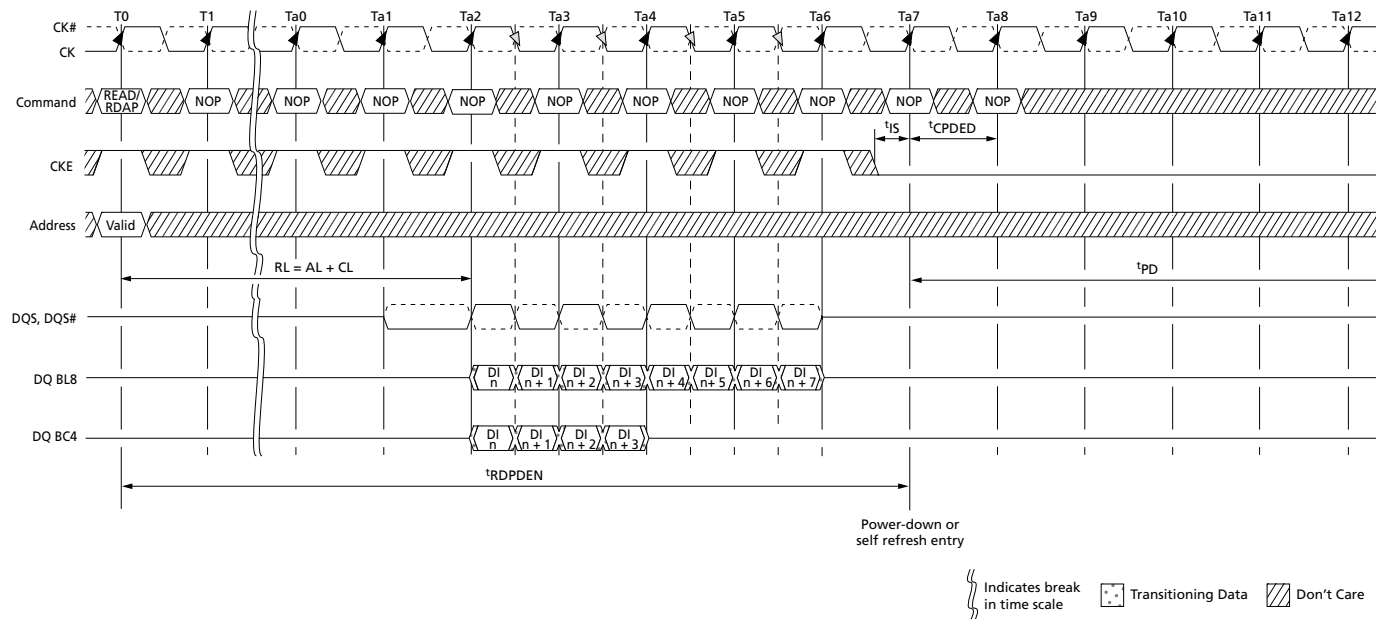 T0 T1 Ta0 Ta1 Ta2 Ta3 Ta4 Ta5 Ta6 Ta7 Ta8 Ta9 Ta10 Ta11 Ta12
CK#
CK
Command READ/ RDAP NOP NOP NOP NOP NOP NOP NOP NOP NOP NOP
tIS tCPDED
CKE
Address Valid
RL = AL + CL tPD
DQS, DQS#
DQ BL8 DI n DI n + 1 DI n + 2 DI n + 3 DI n + 4 DI n+ 5 DI n + 6 DI n + 7
DQ BC4 DI n DI n + 1 DI n + 2 DI n + 3
tRDPDEN
Power-down or
self refresh entry
Indicates break
in time scale
Transitioning Data
Don't Care